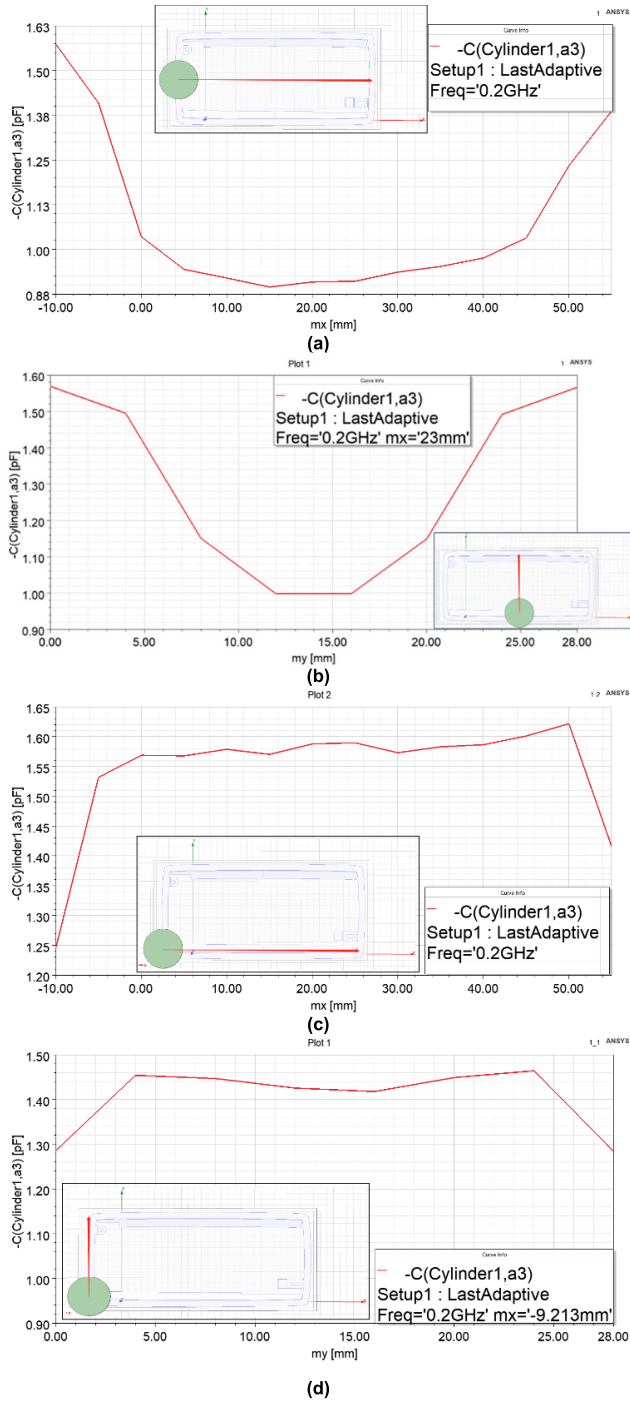 1 ANSYS
1.63
1.50
1.38
1.25
1.13
1.00
0.88
-C(Cylinder1,a3) [pF]
Curve Info
-C(Cylinder1,a3)
Setup1 : LastAdaptive
Freq='0.2GHz'
-10.00 0.00 10.00 20.00 30.00 40.00 50.00
mx [mm]
(a)
Plot 1
1 ANSYS
1.60
1.50
1.40
1.30
1.20
1.10
1.00
0.90
-C(Cylinder1,a3) [pF]
Curve Info
-C(Cylinder1,a3)
Setup1 : LastAdaptive
Freq='0.2GHz' mx='23mm'
0.00 5.00 10.00 15.00 20.00 25.00 28.00
my [mm]
(b)
Plot 2
1.2 ANSYS
1.65
1.60
1.55
1.50
1.45
1.40
1.35
1.30
1.25
1.20
-C(Cylinder1,a3) [pF]
Curve Info
-C(Cylinder1,a3)
Setup1 : LastAdaptive
Freq='0.2GHz'
-10.00 0.00 10.00 20.00 30.00 40.00 50.00
mx [mm]
(c)
Plot 1
1_1 ANSYS
1.50
1.40
1.30
1.20
1.10
1.00
0.90
-C(Cylinder1,a3) [pF]
Curve Info
-C(Cylinder1,a3)
Setup1 : LastAdaptive
Freq='0.2GHz' mx='-9.213mm'
0.00 5.00 10.00 15.00 20.00 25.00 28.00
my [mm]
(d)